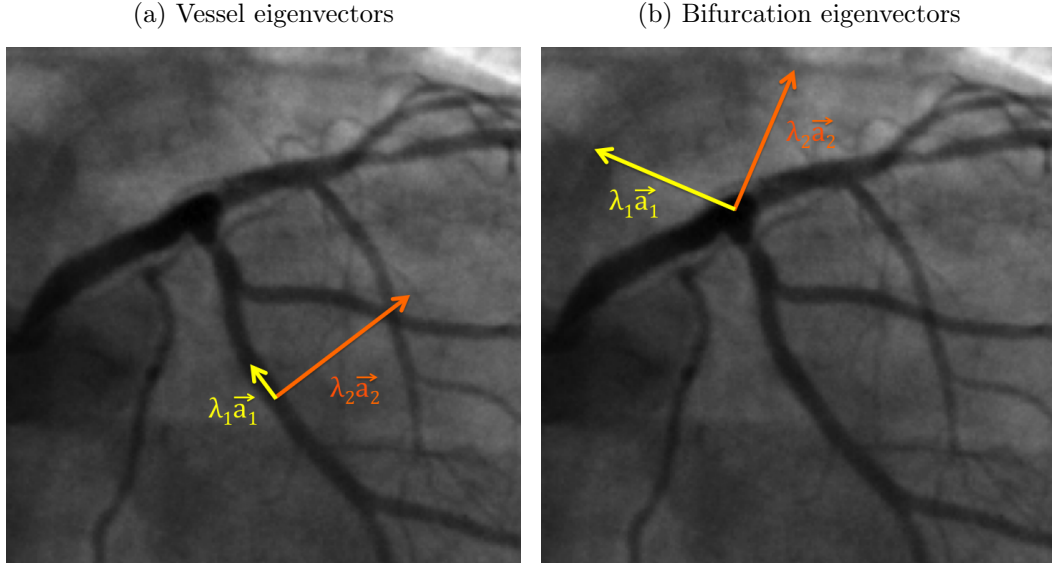 (a) Vessel eigenvectors
(b) Bifurcation eigenvectors
λ₁a⃗₁
λ₂a⃗₂
λ₁a⃗₁
λ₂a⃗₂